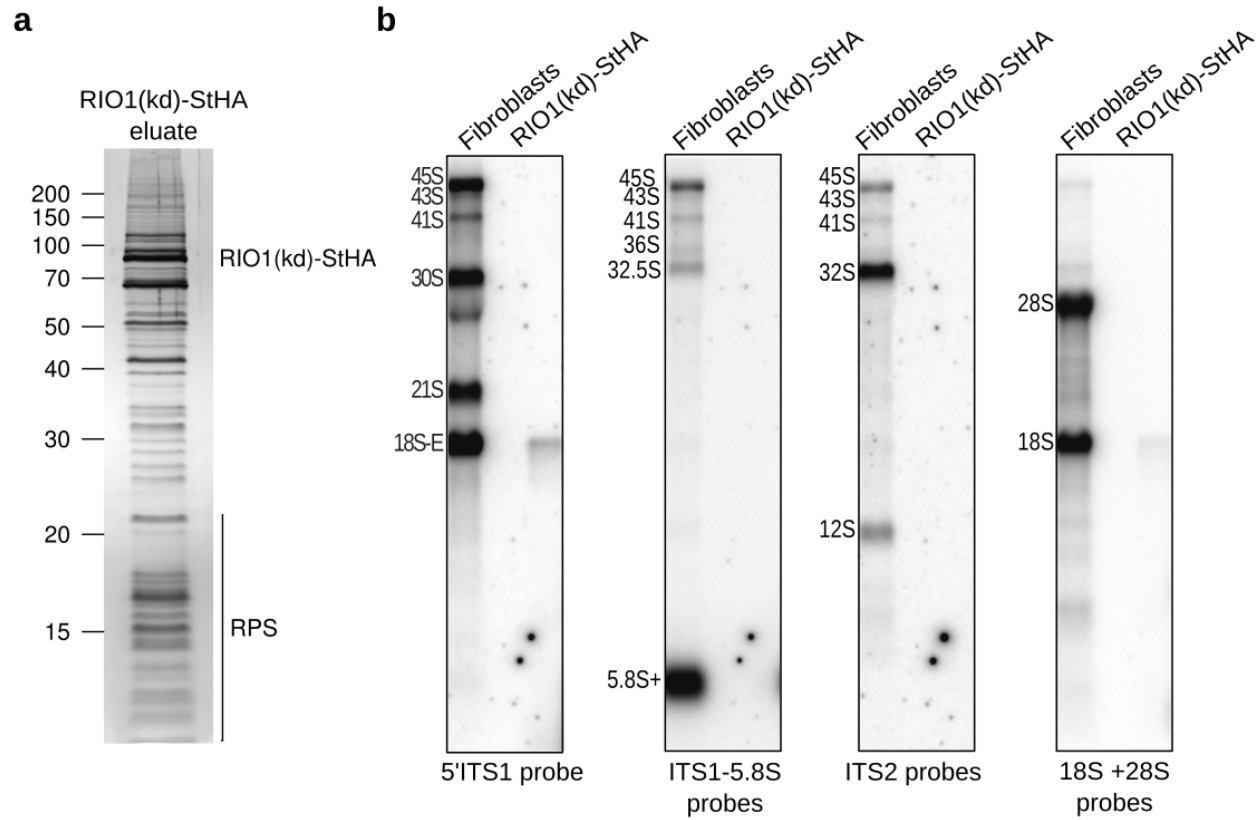 a
RIO1(kd)-StHA
eluate
200
150
100
70
50
40
30
20
15
RIO1(kd)-StHA
RPS
b
Fibroblasts
RIO1(kd)-StHA
45S
43S
41S
30S
21S
18S-E
5'ITS1 probe
Fibroblasts
RIO1(kd)-StHA
45S
43S
41S
36S
32.5S
5.8S+
ITS1-5.8S
probes
Fibroblasts
RIO1(kd)-StHA
45S
43S
41S
32S
12S
ITS2 probes
Fibroblasts
RIO1(kd)-StHA
28S
18S
18S +28S
probes